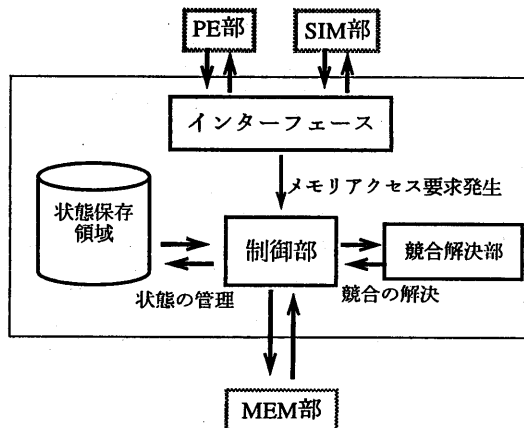 PE部
SIM部
インターフェース
メモリアクセス要求発生
状態保存
領域
制御部
競合解決部
状態の管理
競合の解決
MEM部